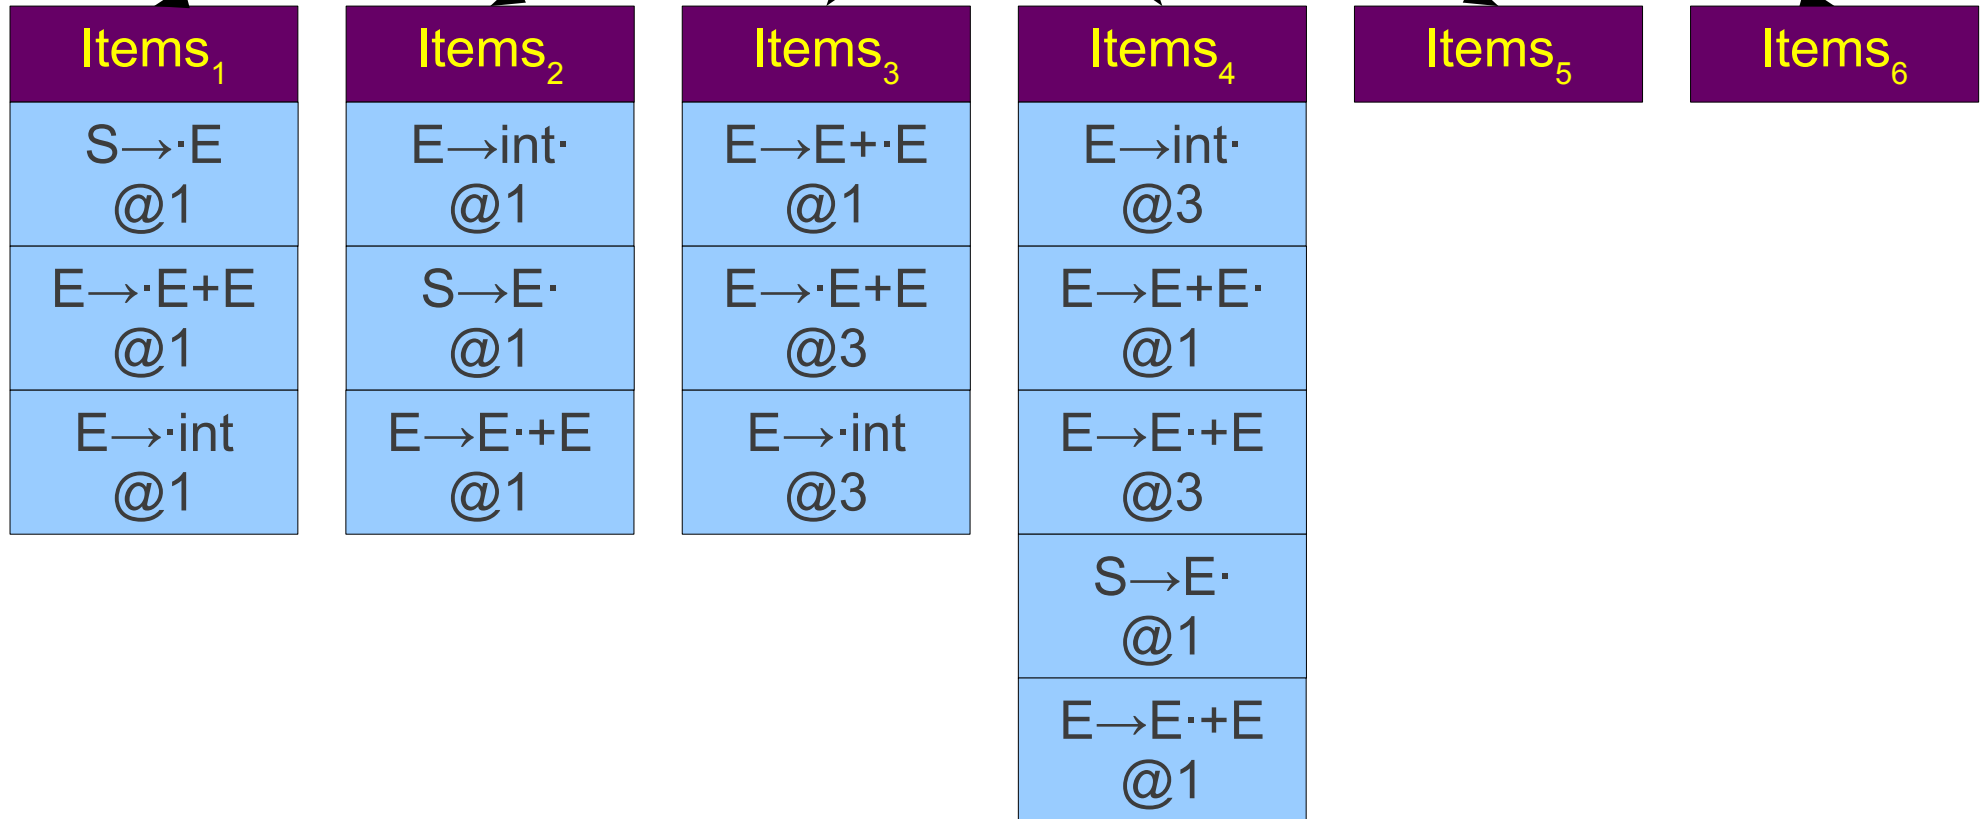 Items₁
S→·E
@1
E→·E+E
@1
E→·int
@1
Items₂
E→int·
@1
S→E·
@1
E→E·+E
@1
Items₃
E→E+·E
@1
E→·E+E
@3
E→·int
@3
Items₄
E→int·
@3
E→E+E·
@1
E→E·+E
@3
S→E·
@1
E→E·+E
@1
Items₅
Items₆